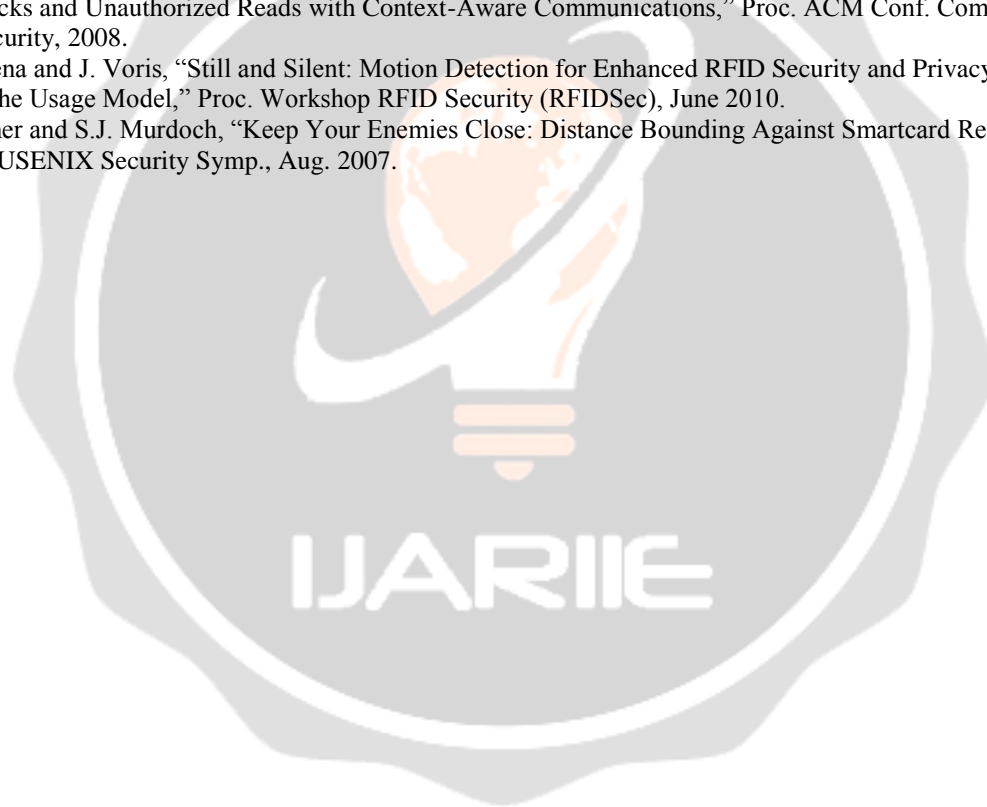 cks and Unauthorized Reads with Context-Aware Communications,” Proc. ACM Conf. Com
curity, 2008.
ena and J. Voris, “Still and Silent: Motion Detection for Enhanced RFID Security and Privacy
he Usage Model,” Proc. Workshop RFID Security (RFIDSec), June 2010.
ner and S.J. Murdoch, “Keep Your Enemies Close: Distance Bounding Against Smartcard Re
USENIX Security Symp., Aug. 2007.
IJARIIE